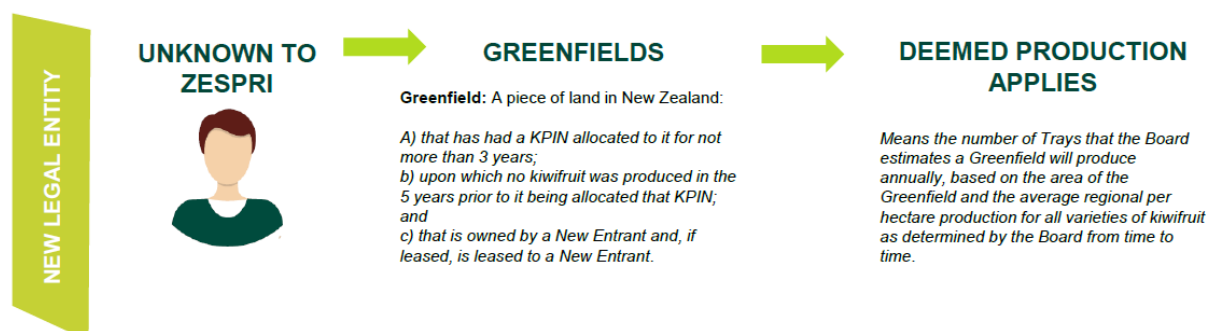 NEW LEGAL ENTITY
UNKNOWN TO
ZESPRI
GREENFIELDS
Greenfield: A piece of land in New Zealand:
A) that has had a KPIN allocated to it for not
more than 3 years;
b) upon which no kiwifruit was produced in the
5 years prior to it being allocated that KPIN;
and
c) that is owned by a New Entrant and, if
leased, is leased to a New Entrant.
DEEMED PRODUCTION
APPLIES
Means the number of Trays that the Board
estimates a Greenfield will produce
annually, based on the area of the
Greenfield and the average regional per
hectare production for all varieties of kiwifruit
as determined by the Board from time to
time.